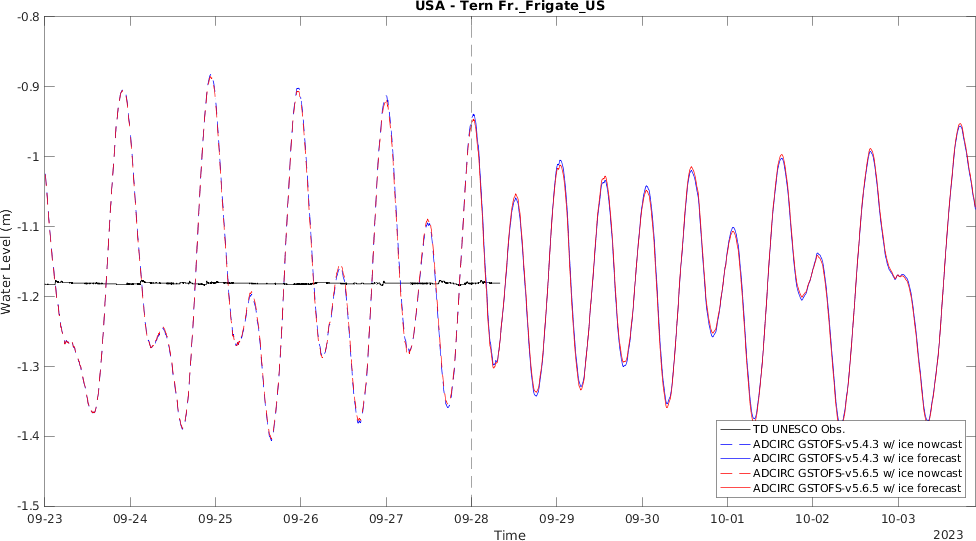 USA - Tern Fr._Frigate_US
-0.8
-0.9
-1
-1.1
-1.2
-1.3
-1.4
-1.5
Water Level (m)
09-23 09-24 09-25 09-26 09-27 09-28 09-29 09-30 10-01 10-02 10-03
Time
2023
TD UNESCO Obs.
ADCIRC GSTOFS-v5.4.3 w/ ice nowcast
ADCIRC GSTOFS-v5.4.3 w/ ice forecast
ADCIRC GSTOFS-v5.6.5 w/ ice nowcast
ADCIRC GSTOFS-v5.6.5 w/ ice forecast